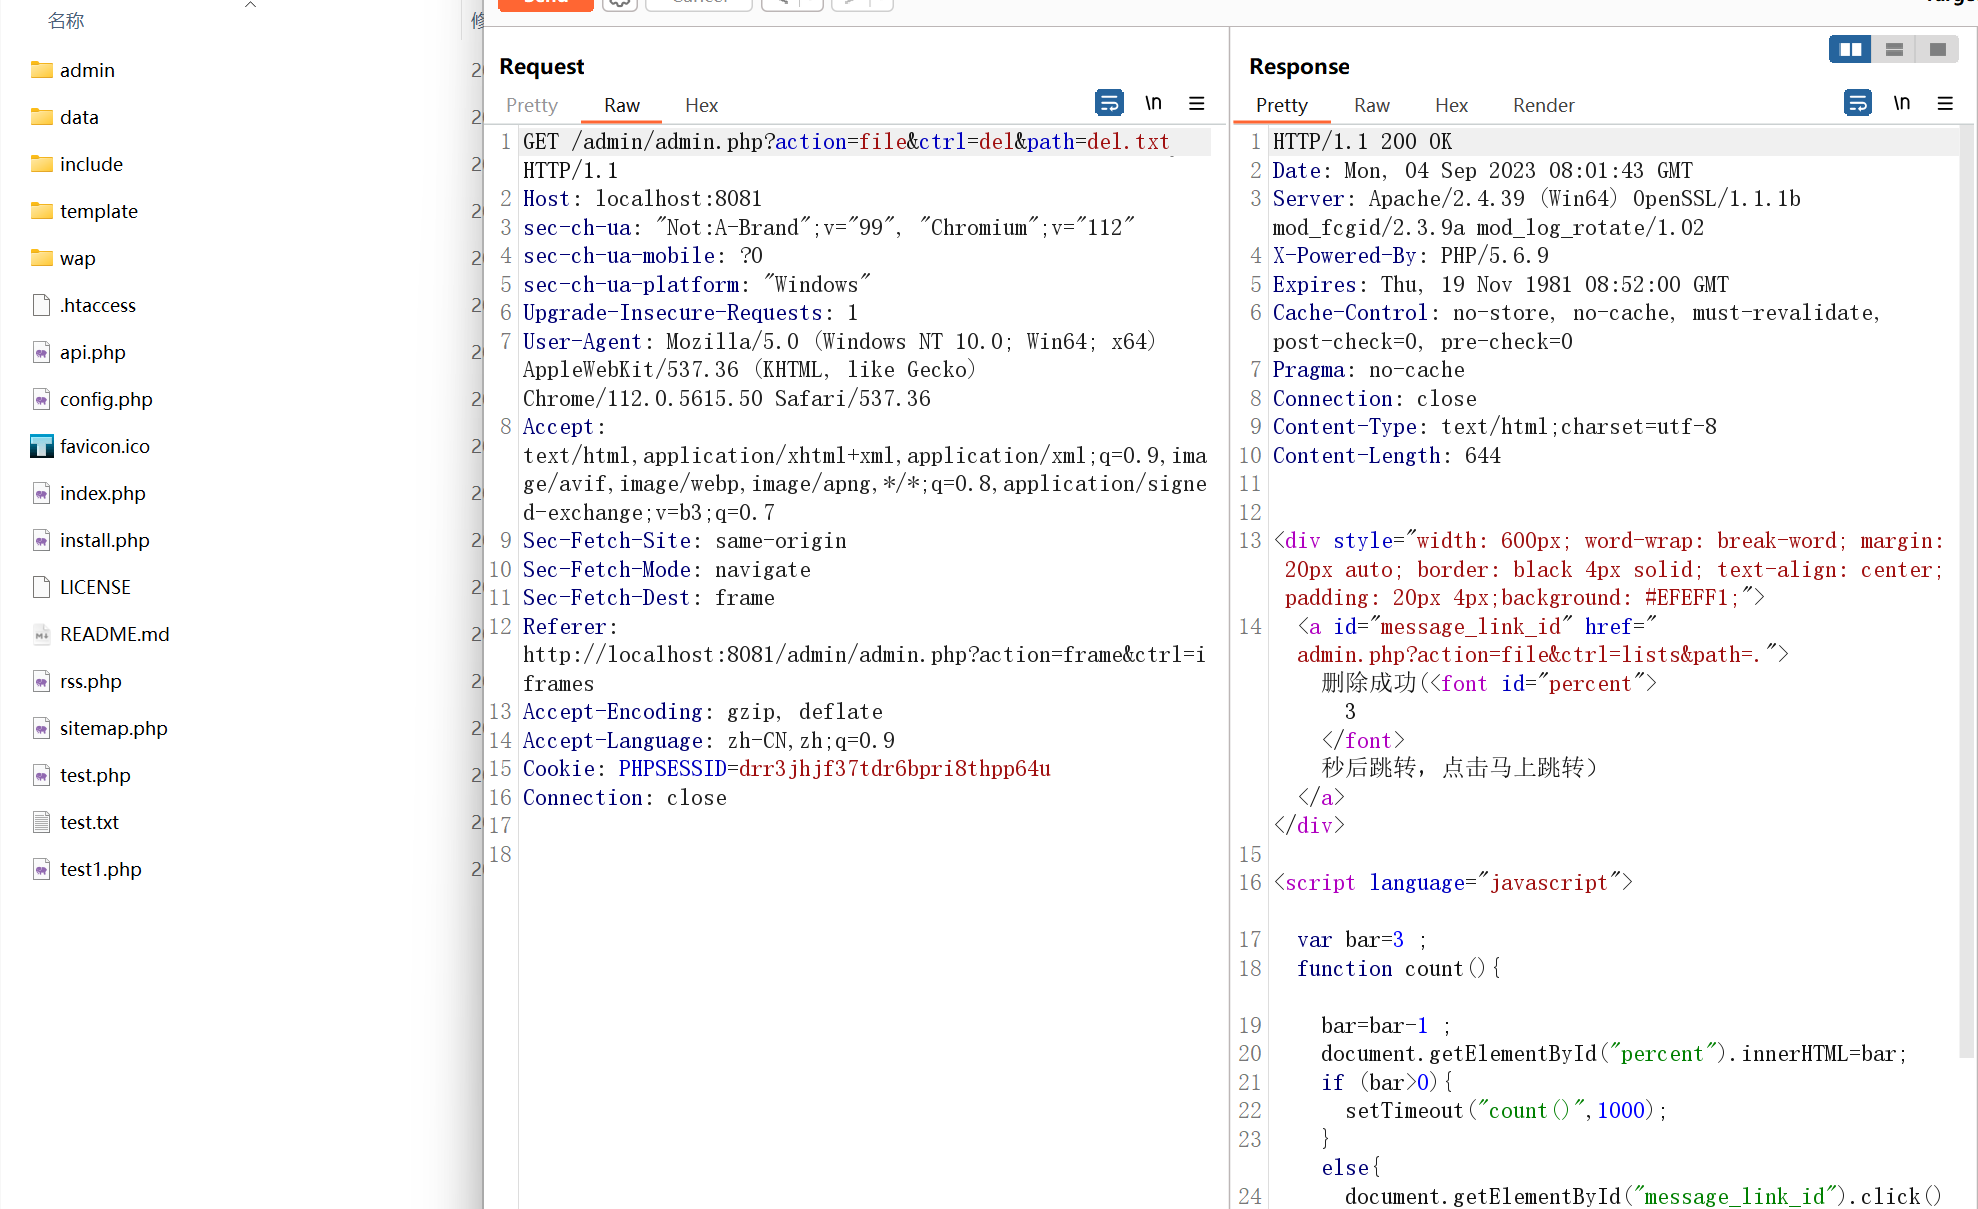 名称
admin
data
include
template
wap
.htaccess
api.php
config.php
favicon.ico
index.php
install.php
LICENSE
README.md
rss.php
sitemap.php
test.php
test.txt
test1.php
Request
Pretty Raw Hex
\n
1 GET /admin/admin.php?action=file&ctrl=del&path=del.txt
HTTP/1.1
2 Host: localhost:8081
3 sec-ch-ua: "Not:A-Brand";v="99", "Chromium";v="112"
4 sec-ch-ua-mobile: ?0
5 sec-ch-ua-platform: "Windows"
6 Upgrade-Insecure-Requests: 1
7 User-Agent: Mozilla/5.0 (Windows NT 10.0; Win64; x64)
AppleWebKit/537.36 (KHTML, like Gecko)
Chrome/112.0.5615.50 Safari/537.36
8 Accept:
text/html,application/xhtml+xml,application/xml;q=0.9,ima
ge/avif,image/webp,image/apng,*/*;q=0.8,application/signe
d-exchange;v=b3;q=0.7
9 Sec-Fetch-Site: same-origin
10 Sec-Fetch-Mode: navigate
11 Sec-Fetch-Dest: frame
12 Referer:
http://localhost:8081/admin/admin.php?action=frame&ctrl=i
frames
13 Accept-Encoding: gzip, deflate
14 Accept-Language: zh-CN,zh;q=0.9
15 Cookie: PHPSESSID=drr3jhjf37tdr6bpri8thpp64u
16 Connection: close
17
18
Response
Pretty Raw Hex Render
\n
1 HTTP/1.1 200 OK
2 Date: Mon, 04 Sep 2023 08:01:43 GMT
3 Server: Apache/2.4.39 (Win64) OpenSSL/1.1.1b
mod_fcgid/2.3.9a mod_log_rotate/1.02
4 X-Powered-By: PHP/5.6.9
5 Expires: Thu, 19 Nov 1981 08:52:00 GMT
6 Cache-Control: no-store, no-cache, must-revalidate,
post-check=0, pre-check=0
7 Pragma: no-cache
8 Connection: close
9 Content-Type: text/html;charset=utf-8
10 Content-Length: 644
11
12
13 <div style="width: 600px; word-wrap: break-word; margin:
20px auto; border: black 4px solid; text-align: center;
padding: 20px 4px;background: #EFEFF1;">
14 <a id="message_link_id" href="
admin.php?action=file&ctrl=lists&path=.">
删除成功(<font id="percent">
3
</font>
秒后跳转，点击马上跳转）
</a>
</div>
15
16 <script language="javascript">
17 var bar=3 ;
18 function count(){
19 bar=bar-1 ;
20 document.getElementById("percent").innerHTML=bar;
21 if (bar>0){
22 setTimeout("count()",1000);
23 }
else{
24 document.getElementById("message_link_id").click()